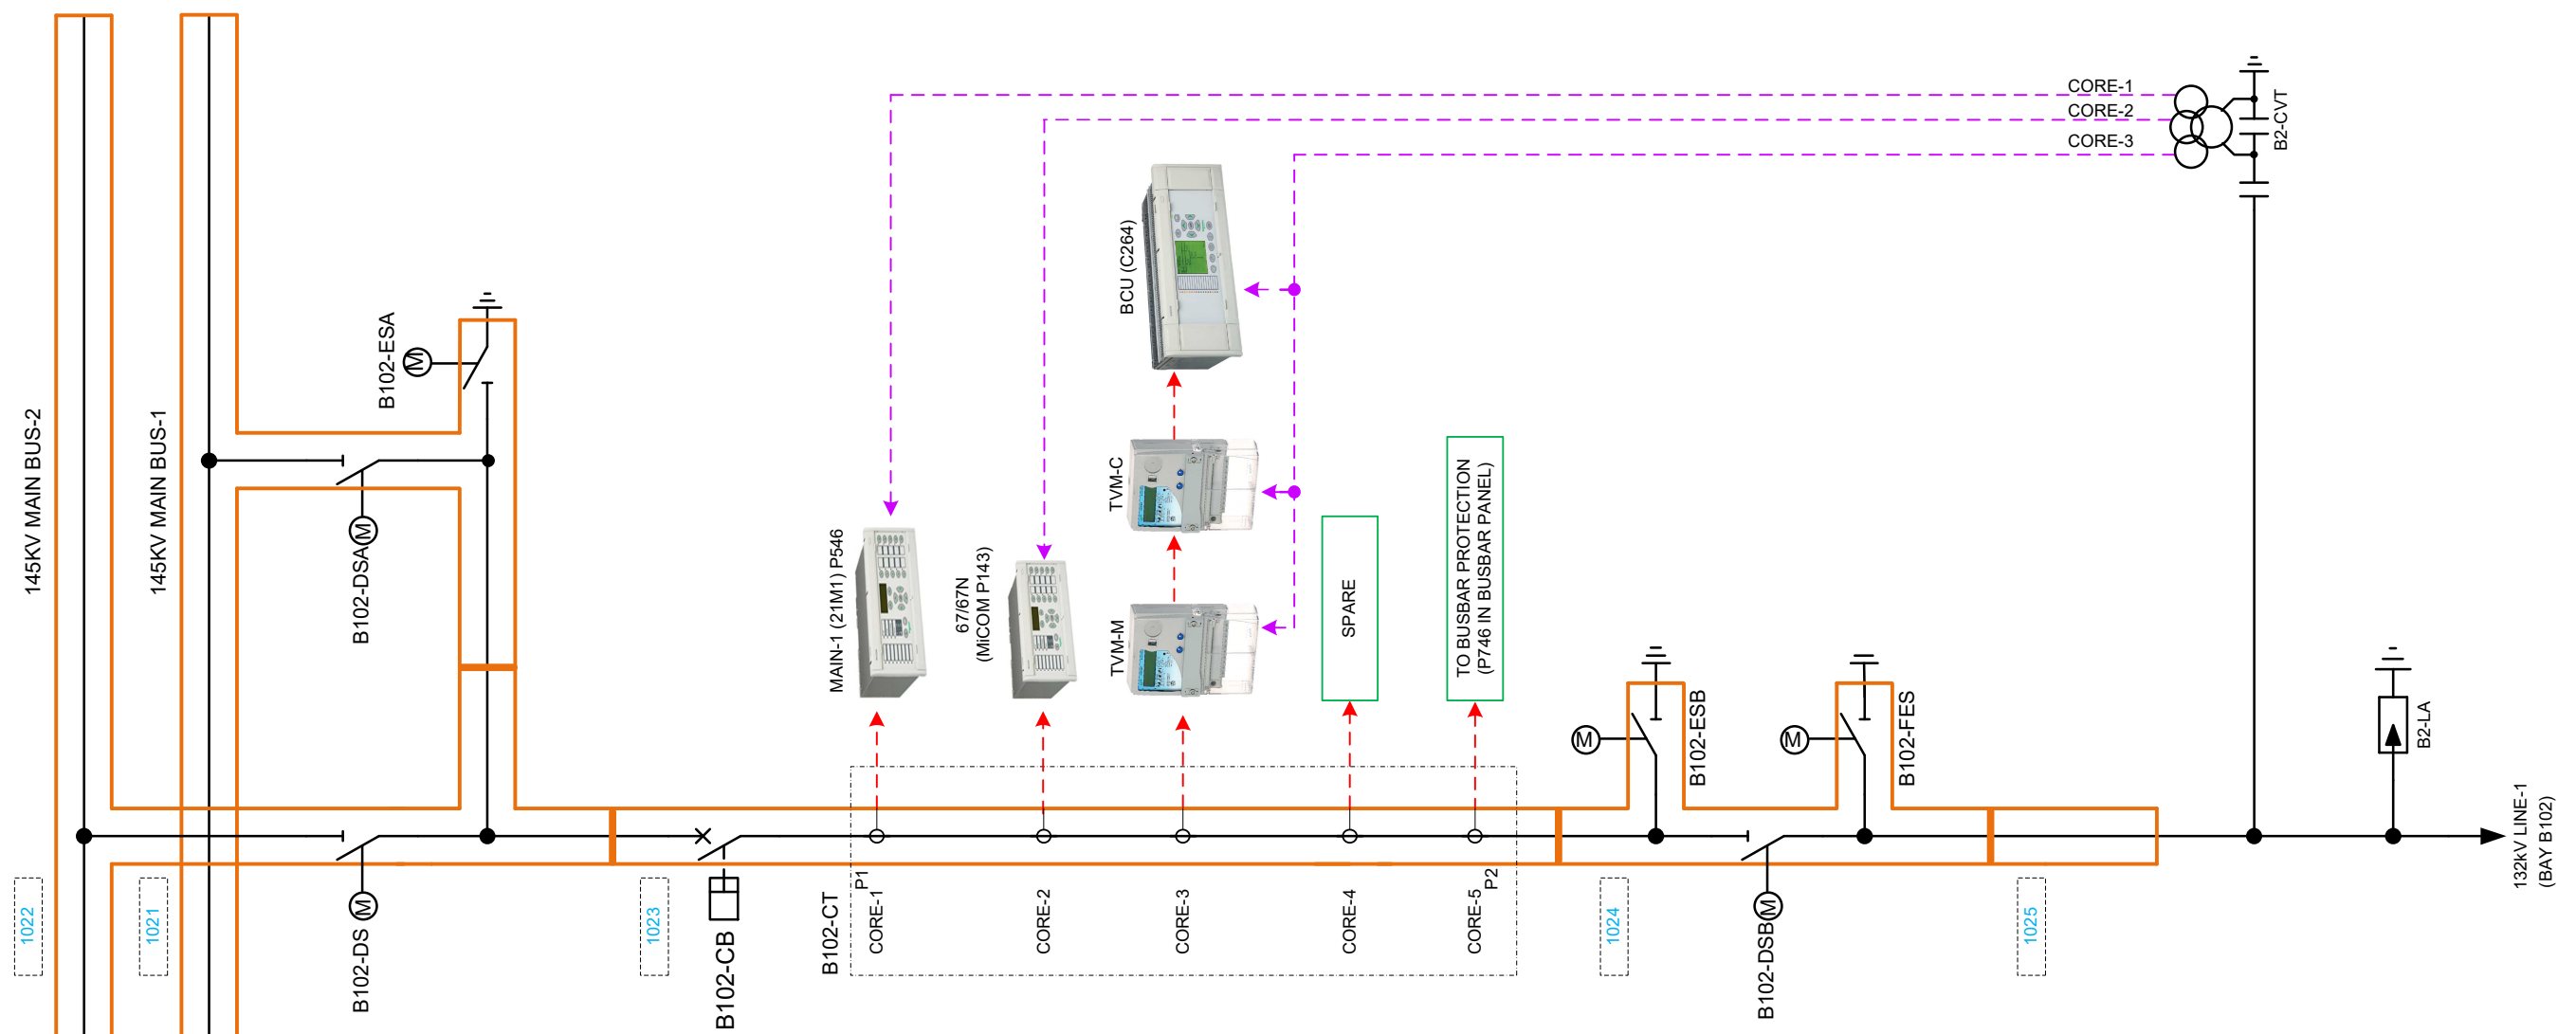 145KV MAIN BUS-2
145KV MAIN BUS-1
1022
1021
B102-ESA
M
B102-DSA
M
B102-DS
M
1023
B102-CB
B102-CT
P1
CORE-1
CORE-2
CORE-3
CORE-4
CORE-5
P2
MAIN-1 (21M1) P546
67/67N
(MiCOM P143)
BCU (C264)
TVM-C
TVM-M
SPARE
TO BUSBAR PROTECTION
(P746 IN BUSBAR PANEL)
M
B102-ESB
M
B102-FES
1024
B102-DSB
M
1025
CORE-1
CORE-2
CORE-3
B2-CVT
B2-LA
132kV LINE-1
(BAY B102)